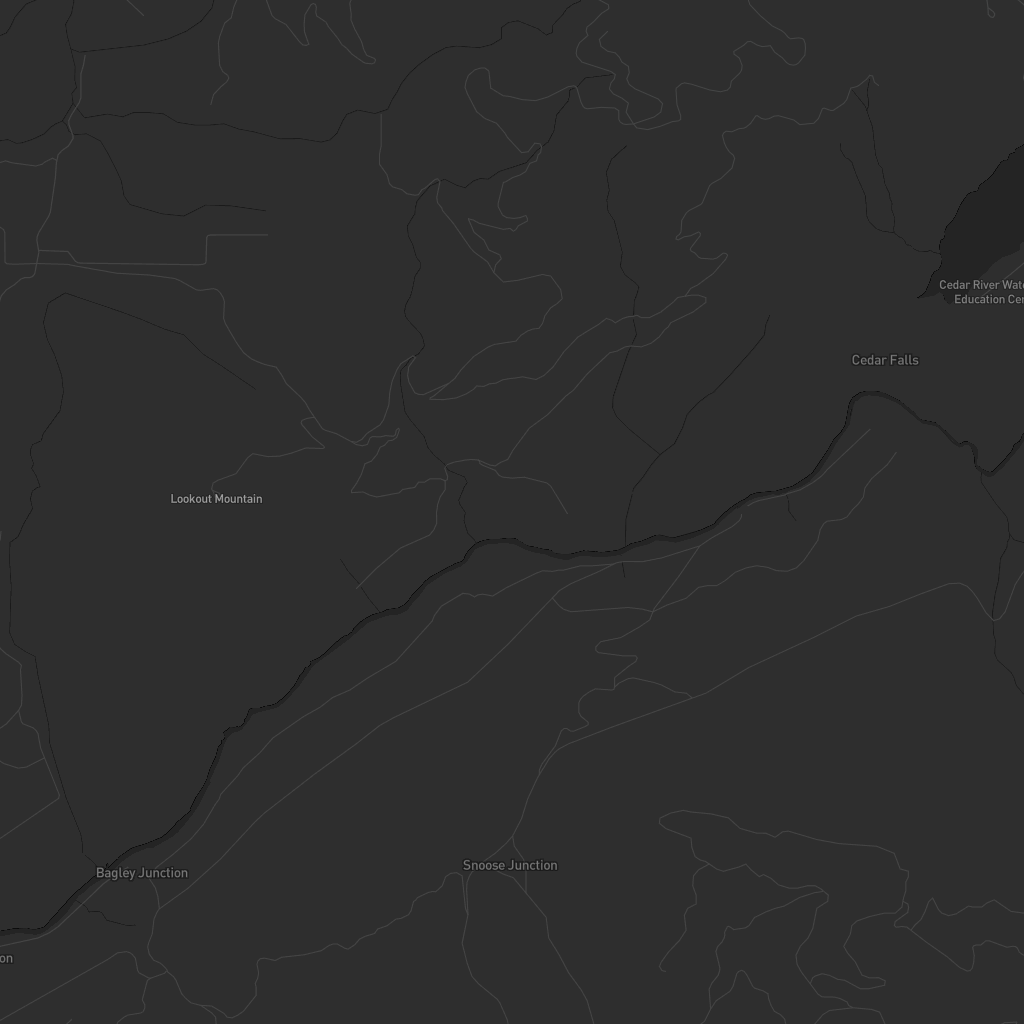 Cedar River Wate
Education Cen
Cedar Falls
Lookout Mountain
Snoose Junction
Bagley Junction
on